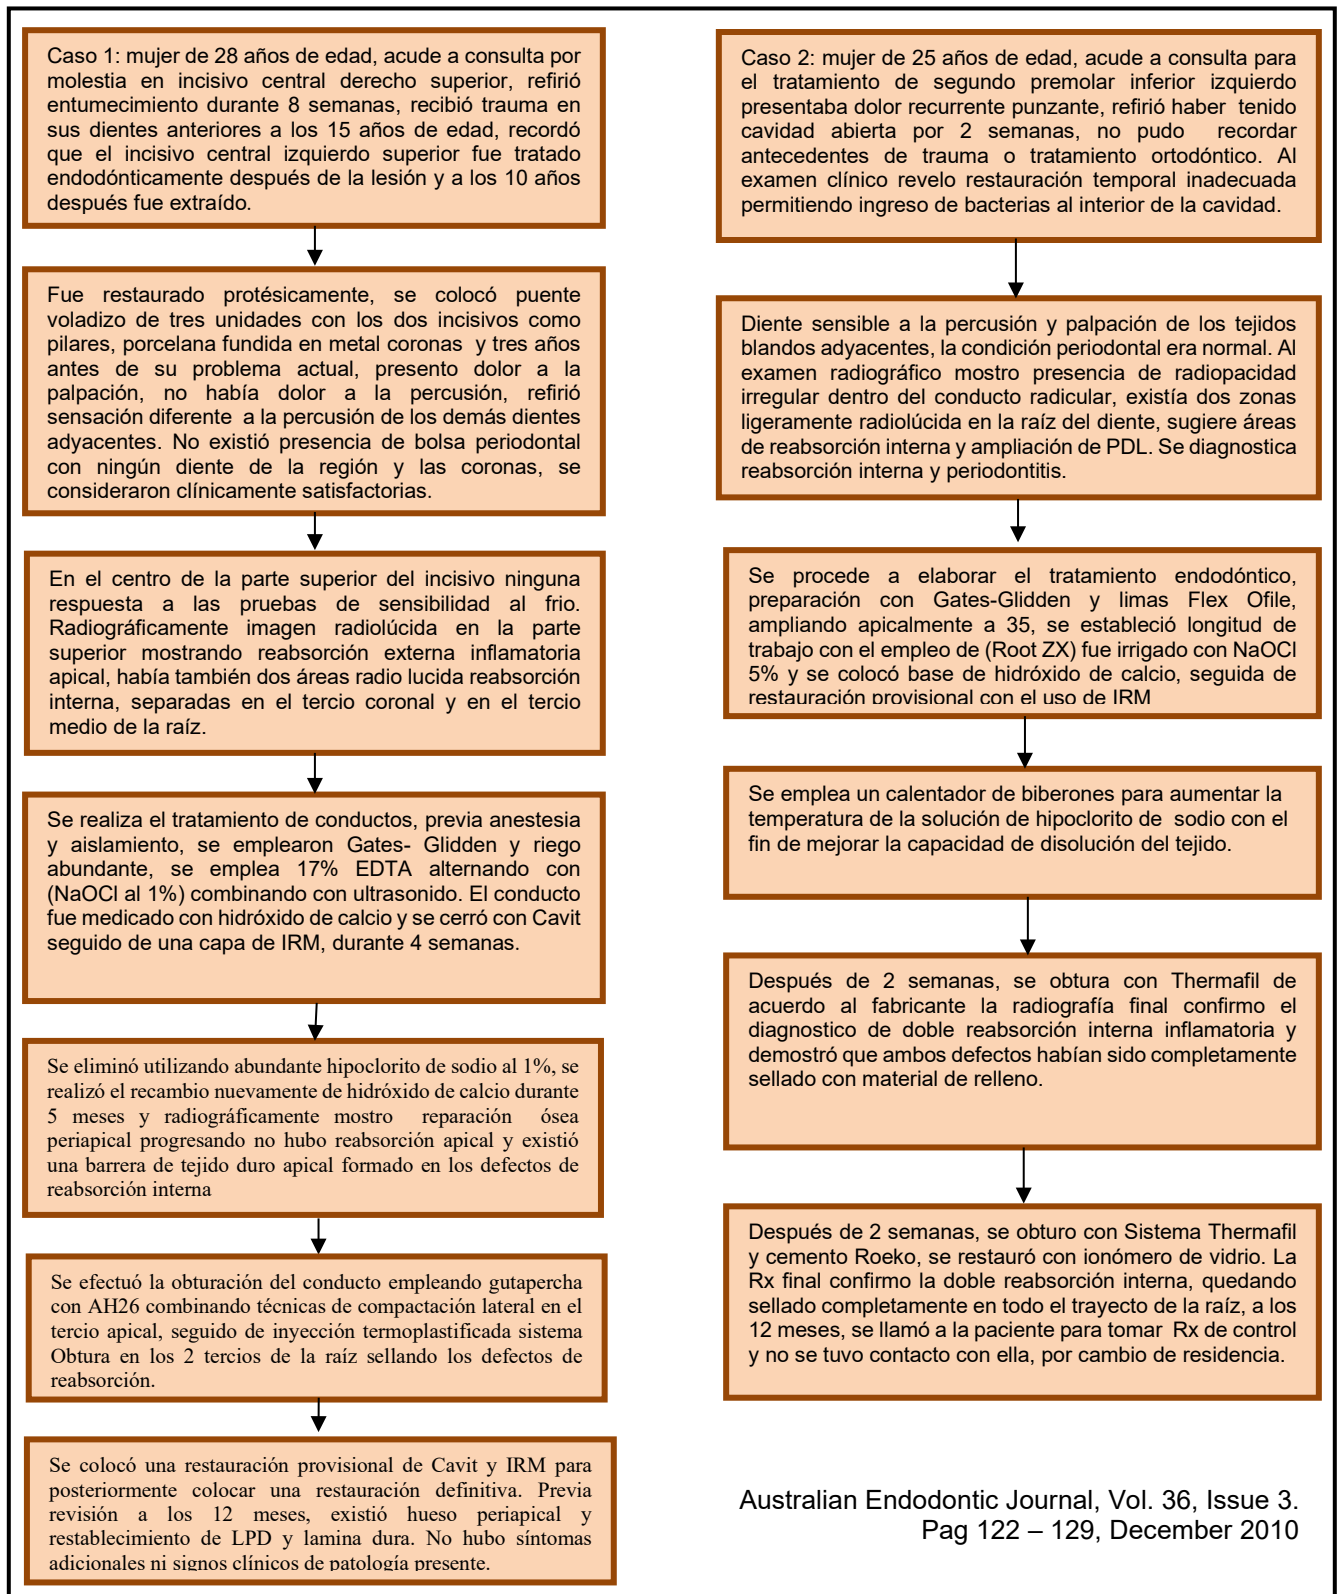 Caso 1: mujer de 28 años de edad, acude a consulta por
molestia en incisivo central derecho superior, refirió
entumecimiento durante 8 semanas, recibió trauma en
sus dientes anteriores a los 15 años de edad, recordó
que el incisivo central izquierdo superior fue tratado
endodónticamente después de la lesión y a los 10 años
después fue extraído.
Fue restaurado protésicamente, se colocó puente
voladizo de tres unidades con los dos incisivos como
pilares, porcelana fundida en metal coronas y tres años
antes de su problema actual, presento dolor a la
palpación, no había dolor a la percusión, refirió
sensación diferente a la percusión de los demás dientes
adyacentes. No existió presencia de bolsa periodontal
con ningún diente de la región y las coronas, se
consideraron clínicamente satisfactorias.
En el centro de la parte superior del incisivo ninguna
respuesta a las pruebas de sensibilidad al frio.
Radiográficamente imagen radiolúcida en la parte
superior mostrando reabsorción externa inflamatoria
apical, había también dos áreas radio lucida reabsorción
interna, separadas en el tercio coronal y en el tercio
medio de la raíz.
Se realiza el tratamiento de conductos, previa anestesia
y aislamiento, se emplearon Gates- Glidden y riego
abundante, se emplea 17% EDTA alternando con
(NaOCl al 1%) combinando con ultrasonido. El conducto
fue medicado con hidróxido de calcio y se cerró con Cavit
seguido de una capa de IRM, durante 4 semanas.
Se eliminó utilizando abundante hipoclorito de sodio al 1%, se
realizó el recambio nuevamente de hidróxido de calcio durante
5 meses y radiográficamente mostro reparación ósea
periapical progresando no hubo reabsorción apical y existió
una barrera de tejido duro apical formado en los defectos de
reabsorción interna
Se efectuó la obturación del conducto empleando gutapercha
con AH26 combinando técnicas de compactación lateral en el
tercio apical, seguido de inyección termoplastificada sistema
Obtura en los 2 tercios de la raíz sellando los defectos de
reabsorción.
Se colocó una restauración provisional de Cavit y IRM para
posteriormente colocar una restauración definitiva. Previa
revisión a los 12 meses, existió hueso periapical y
restablecimiento de LPD y lamina dura. No hubo síntomas
adicionales ni signos clínicos de patología presente.
Caso 2: mujer de 25 años de edad, acude a consulta para
el tratamiento de segundo premolar inferior izquierdo
presentaba dolor recurrente punzante, refirió haber tenido
cavidad abierta por 2 semanas, no pudo recordar
antecedentes de trauma o tratamiento ortodóntico. Al
examen clínico revelo restauración temporal inadecuada
permitiendo ingreso de bacterias al interior de la cavidad.
Diente sensible a la percusión y palpación de los tejidos
blandos adyacentes, la condición periodontal era normal. Al
examen radiográfico mostro presencia de radiopacidad
irregular dentro del conducto radicular, existía dos zonas
ligeramente radiolúcida en la raíz del diente, sugiere áreas
de reabsorción interna y ampliación de PDL. Se diagnostica
reabsorción interna y periodontitis.
Se procede a elaborar el tratamiento endodóntico,
preparación con Gates-Glidden y limas Flex Ofile,
ampliando apicalmente a 35, se estableció longitud de
trabajo con el empleo de (Root ZX) fue irrigado con NaOCl
5% y se colocó base de hidróxido de calcio, seguida de
restauración provisional con el uso de IRM
Se emplea un calentador de biberones para aumentar la
temperatura de la solución de hipoclorito de sodio con el
fin de mejorar la capacidad de disolución del tejido.
Después de 2 semanas, se obtura con Thermafil de
acuerdo al fabricante la radiografía final confirmo el
diagnostico de doble reabsorción interna inflamatoria y
demostró que ambos defectos habían sido completamente
sellado con material de relleno.
Después de 2 semanas, se obturo con Sistema Thermafil
y cemento Roeko, se restauró con ionómero de vidrio. La
Rx final confirmo la doble reabsorción interna, quedando
sellado completamente en todo el trayecto de la raíz, a los
12 meses, se llamó a la paciente para tomar Rx de control
y no se tuvo contacto con ella, por cambio de residencia.
Australian Endodontic Journal, Vol. 36, Issue 3.
Pag 122 – 129, December 2010